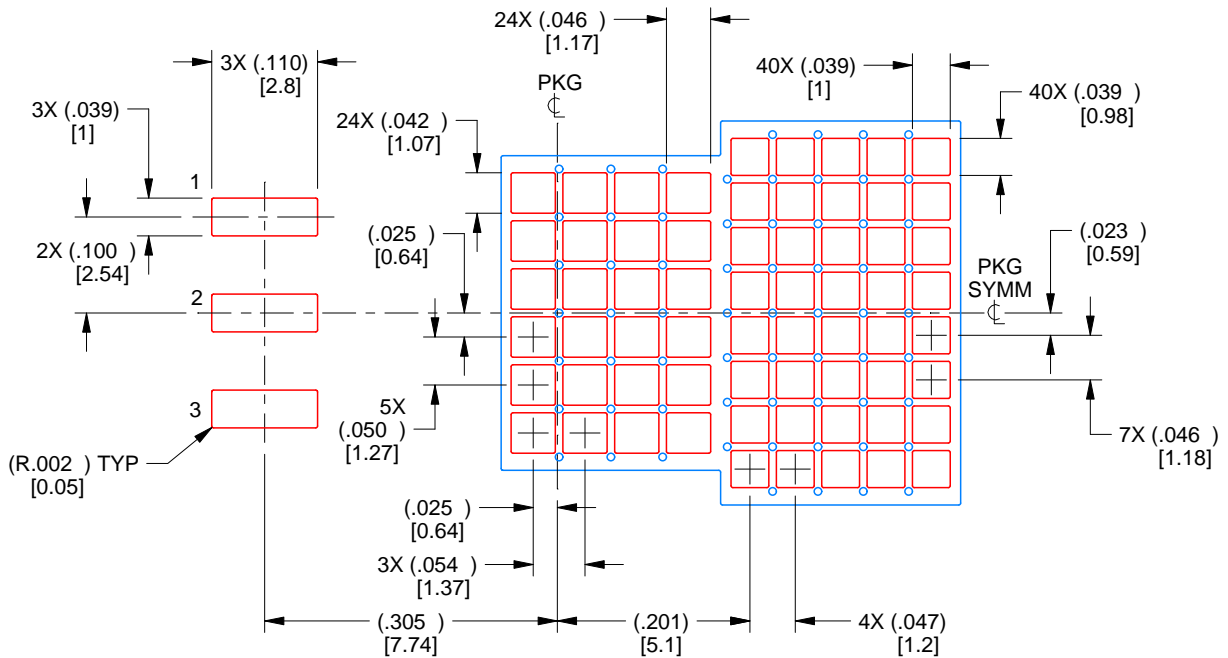 24X (.046 )
[1.17]
3X (.110)
[2.8]
PKG
40X (.039)
[1]
40X (.039 )
[0.98]
3X (.039)
[1]
24X (.042 )
[1.07]
1
2X (.100 )
[2.54]
(.025 )
[0.64]
(.023 )
[0.59]
PKG
SYMM
2
3
5X
(.050 )
[1.27]
7X (.046 )
[1.18]
(R.002 ) TYP
[0.05]
(.025 )
[0.64]
3X (.054 )
[1.37]
(.305 )
[7.74]
(.201 )
[5.1]
4X (.047)
[1.2]